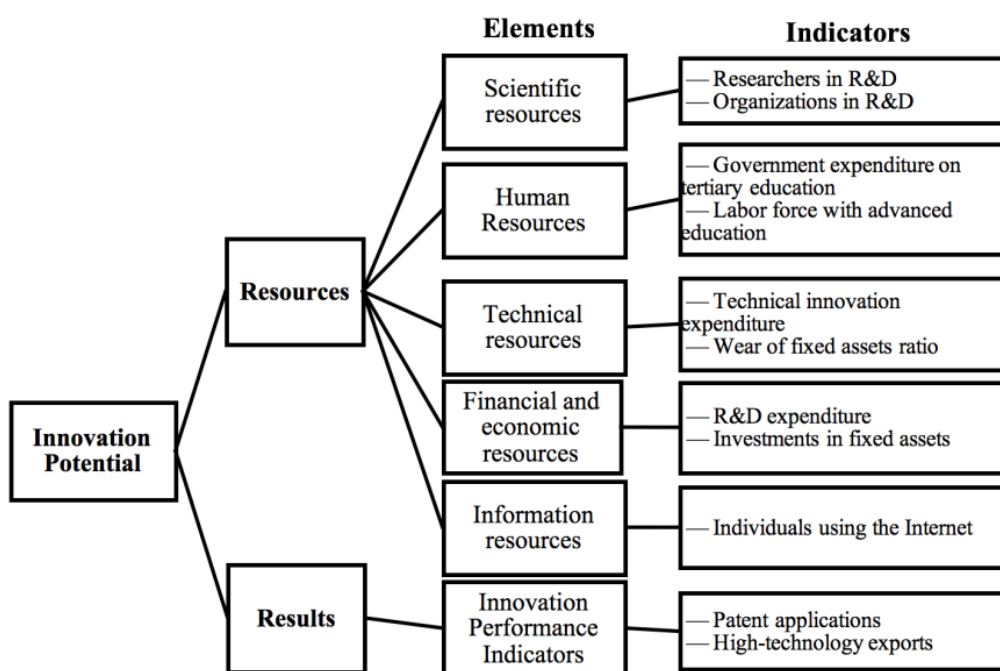 Elements
Indicators
Scientific
resources
— Researchers in R&D
— Organizations in R&D
Human
Resources
— Government expenditure on
tertiary education
— Labor force with advanced
education
Resources
Technical
resources
— Technical innovation
expenditure
— Wear of fixed assets ratio
Financial and
economic
resources
— R&D expenditure
— Investments in fixed assets
Innovation
Potential
Information
resources
— Individuals using the Internet
Results
Innovation
Performance
Indicators
— Patent applications
— High-technology exports